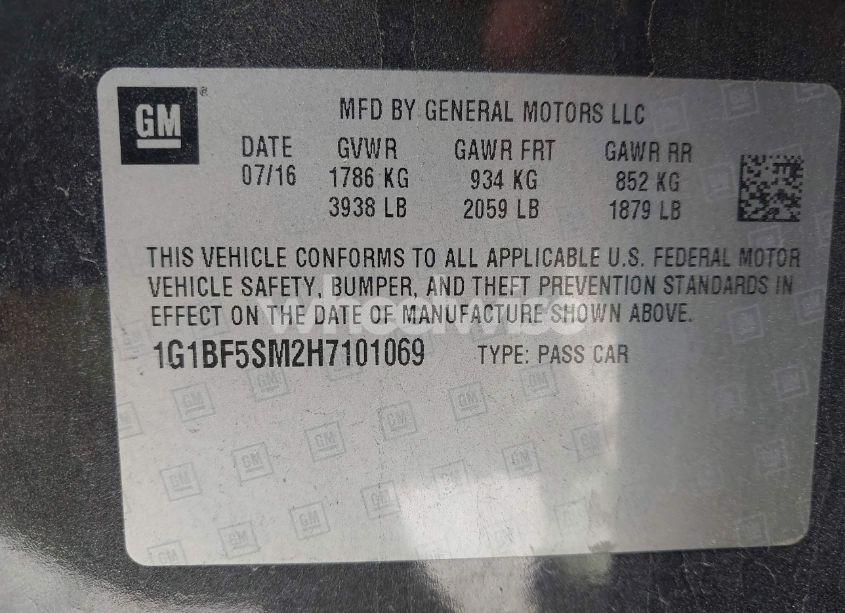 GM®
MFD BY GENERAL MOTORS LLC
DATE GVWR GAWR FRT GAWR RR
07/16 1786 KG 934 KG 852 KG
3938 LB 2059 LB 1879 LB
THIS VEHICLE CONFORMS TO ALL APPLICABLE U.S. FEDERAL MOTOR
VEHICLE SAFETY, BUMPER, AND THEFT PREVENTION STANDARDS IN
EFFECT ON THE DATE OF MANUFACTURE SHOWN ABOVE.
wheelwise
1G1BF5SM2H7101069 TYPE: PASS CAR